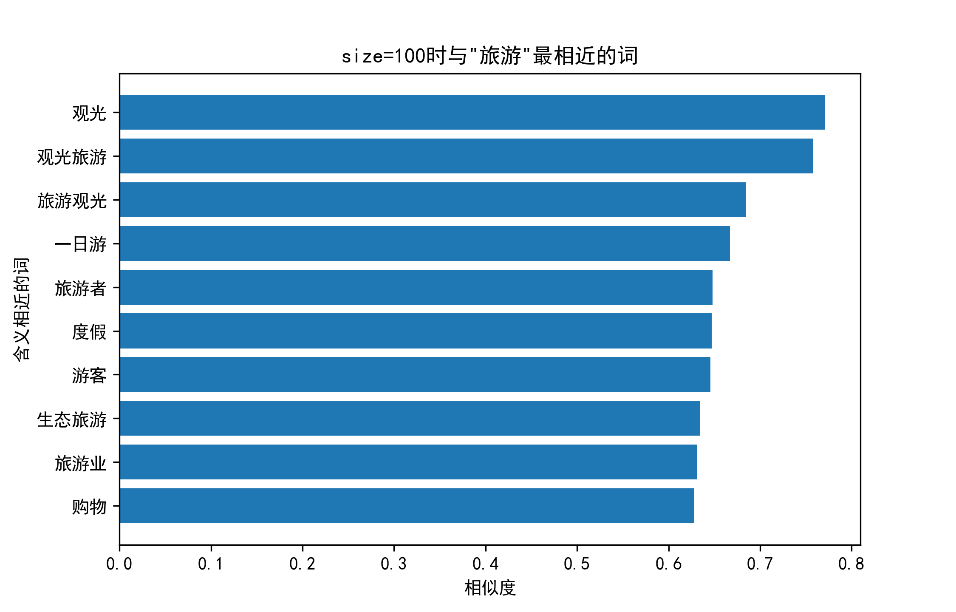 size=100时与"旅游"最相近的词
含义相近的词
观光
观光旅游
旅游观光
一日游
旅游者
度假
游客
生态旅游
旅游业
购物
0.0 0.1 0.2 0.3 0.4 0.5 0.6 0.7 0.8
相似度